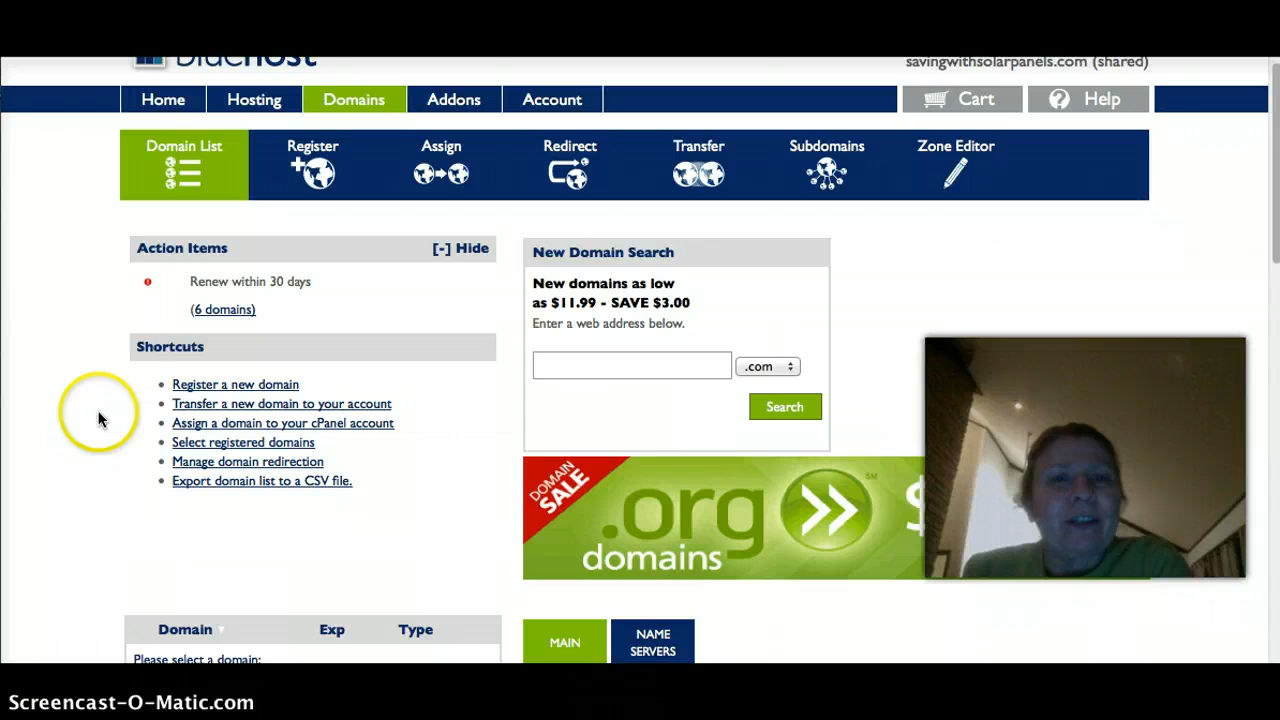 bluehost
savingwithsolarpanels.com (shared)
Home
Hosting
Domains
Addons
Account
Cart
Help
Domain List
Register
Assign
Redirect
Transfer
Subdomains
Zone Editor
Action Items
[-] Hide
Renew within 30 days
(6 domains)
Shortcuts
Register a new domain
Transfer a new domain to your account
Assign a domain to your cPanel account
Select registered domains
Manage domain redirection
Export domain list to a CSV file.
New Domain Search
New domains as low
as $11.99 - SAVE $3.00
Enter a web address below.
.com
Search
DOMAIN
SALE
.org
SM
$
domains
Domain
Exp
Type
Please select a domain:
MAIN
NAME
SERVERS
Screencast-O-Matic.com